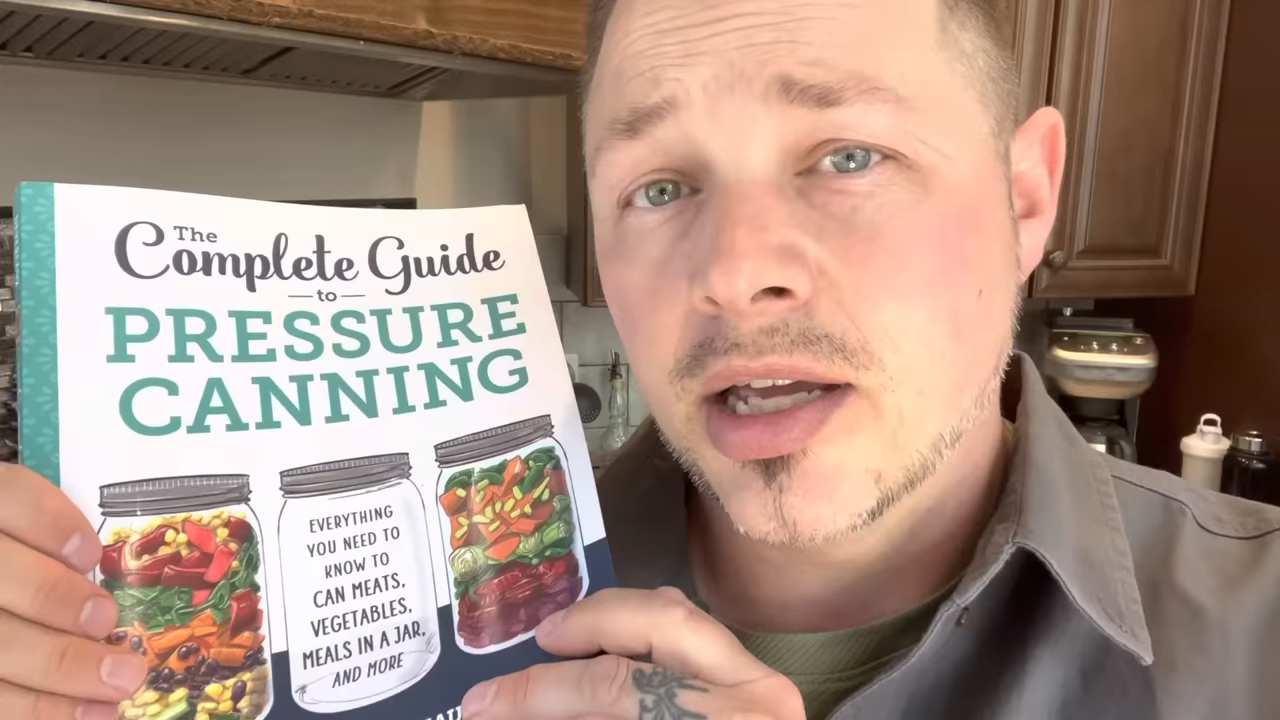 The
Complete Guide
to
PRESSURE
CANNING
EVERYTHING
YOU NEED TO
KNOW TO
CAN MEATS,
VEGETABLES,
MEALS IN A JAR,
AND MORE